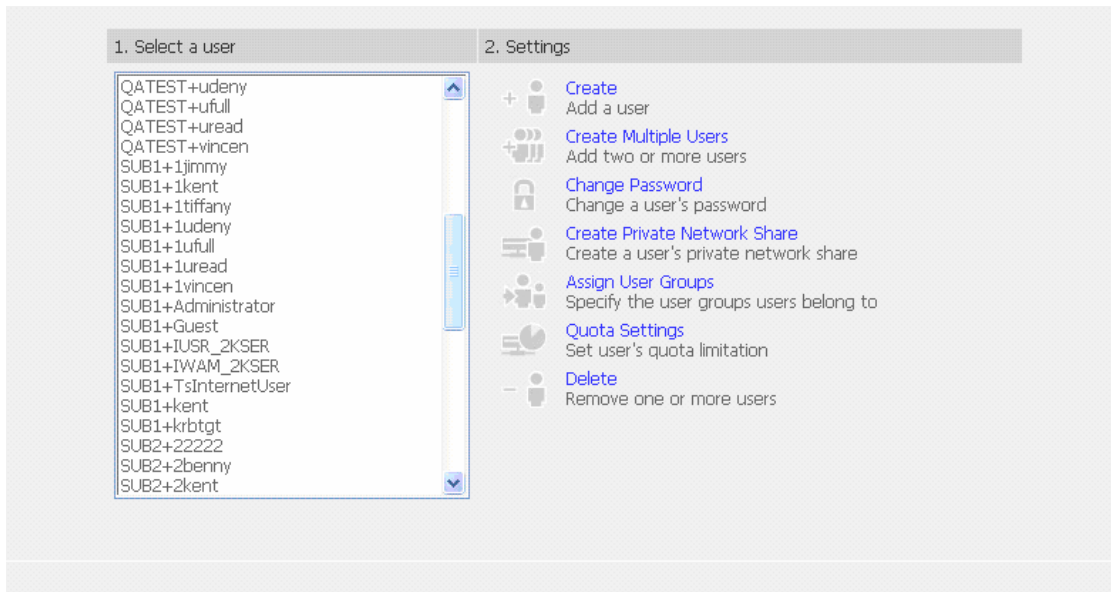 1. Select a user
QATEST+udeny
QATEST+ufull
QATEST+uread
QATEST+vincen
SUB1+1jimmy
SUB1+1kent
SUB1+1tiffany
SUB1+1udeny
SUB1+1ufull
SUB1+1uread
SUB1+1vincen
SUB1+Administrator
SUB1+Guest
SUB1+IUSR_2KSER
SUB1+IWAM_2KSER
SUB1+TsInternetUser
SUB1+kent
SUB1+krbtgt
SUB2+22222
SUB2+2benny
SUB2+2kent
2. Settings
Create
Add a user
Create Multiple Users
Add two or more users
Change Password
Change a user's password
Create Private Network Share
Create a user's private network share
Assign User Groups
Specify the user groups users belong to
Quota Settings
Set user's quota limitation
Delete
Remove one or more users